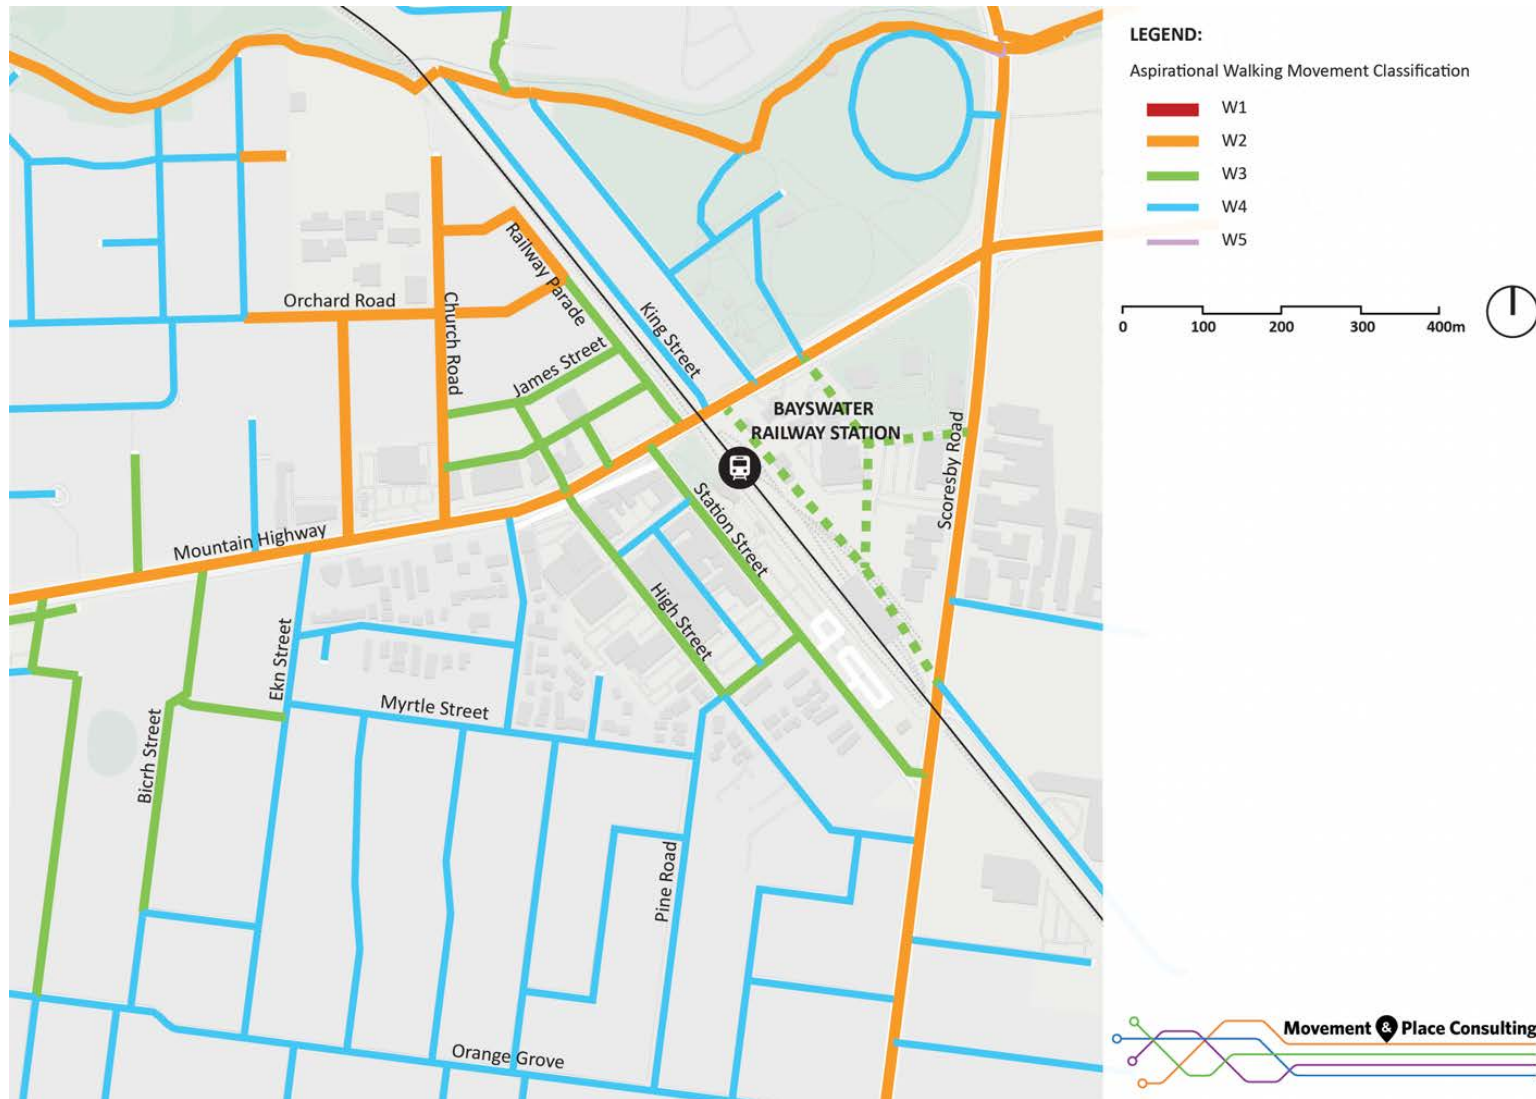 LEGEND:
Aspirational Walking Movement Classification
W1
W2
W3
W4
W5
0 100 200 300 400m
Railway Parade
Orchard Road
Church Road
King Street
James Street
BAYSWATER
RAILWAY STATION
Scoresby Road
Station Street
Mountain Highway
High Street
Ekn Street
Myrtle Street
Bicrh Street
Pine Road
Orange Grove
Movement & Place Consulting